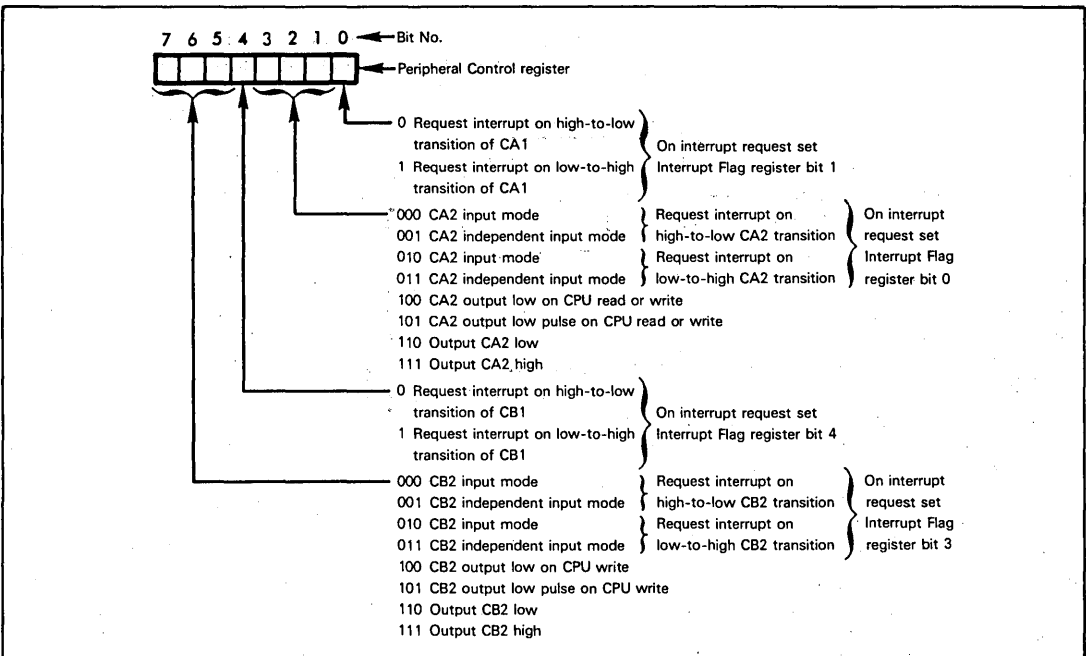 7 6 5 4 3 2 1 0 Bit No.
Peripheral Control register
0 Request interrupt on high-to-low
transition of CA1
1 Request interrupt on low-to-high
transition of CA1
On interrupt request set
Interrupt Flag register bit 1
000 CA2 input mode
001 CA2 independent input mode
Request interrupt on
high-to-low CA2 transition
010 CA2 input mode
011 CA2 independent input mode
Request interrupt on
low-to-high CA2 transition
On interrupt
request set
Interrupt Flag
register bit 0
100 CA2 output low on CPU read or write
101 CA2 output low pulse on CPU read or write
110 Output CA2 low
111 Output CA2 high
0 Request interrupt on high-to-low
transition of CB1
1 Request interrupt on low-to-high
transition of CB1
On interrupt request set
Interrupt Flag register bit 4
000 CB2 input mode
001 CB2 independent input mode
Request interrupt on
high-to-low CB2 transition
010 CB2 input mode
011 CB2 independent input mode
Request interrupt on
low-to-high CB2 transition
On interrupt
request set
Interrupt Flag
register bit 3
100 CB2 output low on CPU write
101 CB2 output low pulse on CPU write
110 Output CB2 low
111 Output CB2 high